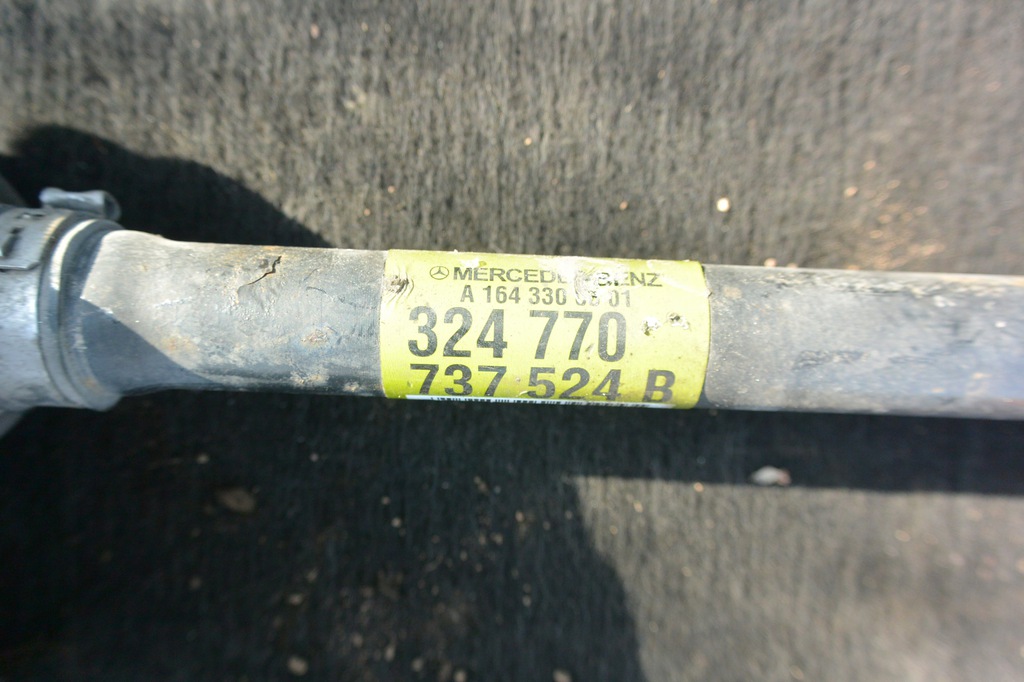 MERCEDES-BENZ
A 164 330 01
324 770
737 524 B